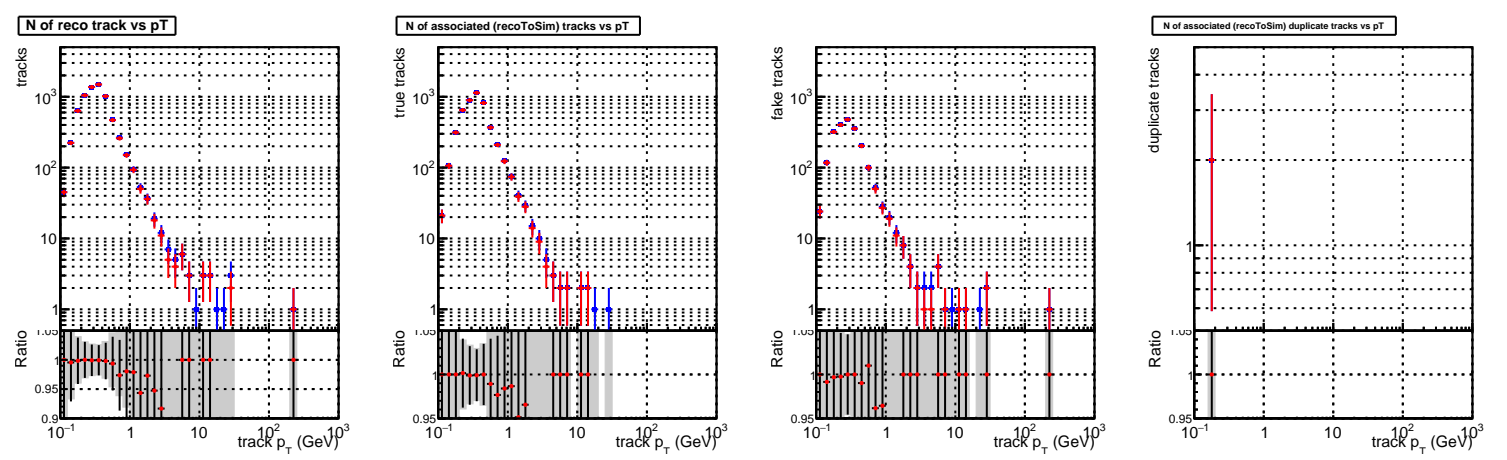 N of reco track vs pT
tracks
10³
10²
10
1
Ratio
1.05
1
0.95
0.9
10⁻¹ 1 10 10² 10³
track p_T (GeV)
N of associated (recoToSim) tracks vs pT
true tracks
10³
10²
10
1
Ratio
1.05
1
0.95
10⁻¹ 1 10 10² 10³
track p_T (GeV)
fake tracks
10³
10²
10
1
Ratio
1.05
1
0.95
10⁻¹ 1 10 10² 10³
track p_T (GeV)
N of associated (recoToSim) duplicate tracks vs pT
duplicate tracks
1
Ratio
1.05
1
0.95
10⁻¹ 1 10 10² 10³
track p_T (GeV)